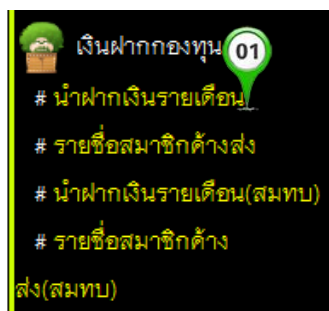 เงินฝากกองทุน 01
# นำฝากเงินรายเดือน
# รายชื่อสมาชิกค้างส่ง
# นำฝากเงินรายเดือน(สมทบ)
# รายชื่อสมาชิกค้าง
ส่ง(สมทบ)